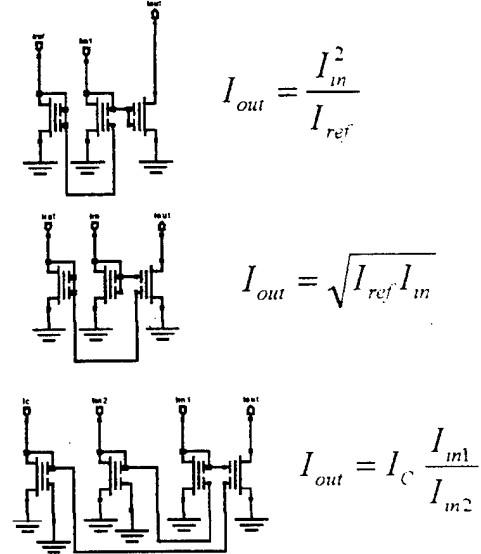 Iref Iin1 Iout
I_out = I_in^2 / I_ref
Iref Iin Iout
I_out = √(I_ref I_in)
Ic Iin2 Iin1 Iout
I_out = I_C I_in1 / I_in2